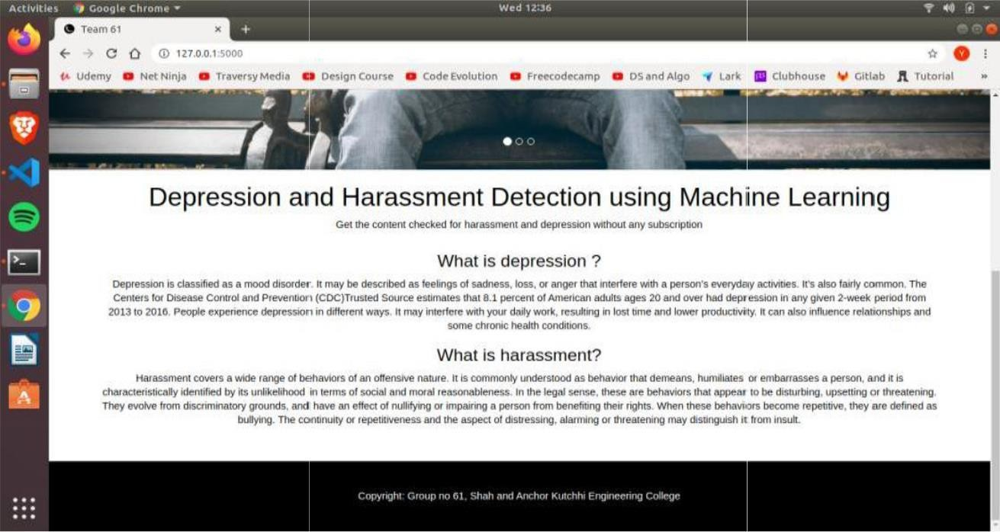 Activities Google Chrome Wed 12:36
Team 61
127.0.0.1:5000
Udemy Net Ninja Traversy Media Design Course Code Evolution Freecodecamp DS and Algo Lark Clubhouse Gitlab Tutorial »
Depression and Harassment Detection using Machine Learning
Get the content checked for harassment and depression without any subscription
What is depression ?
Depression is classified as a mood disorder. It may be described as feelings of sadness, loss, or anger that interfere with a person's everyday activities. It's also fairly common. The
Centers for Disease Control and Prevention (CDC)Trusted Source estimates that 8.1 percent of American adults ages 20 and over had depression in any given 2-week period from
2013 to 2016. People experience depression in different ways. It may interfere with your daily work, resulting in lost time and lower productivity. It can also influence relationships and
some chronic health conditions.
What is harassment?
Harassment covers a wide range of behaviors of an offensive nature. It is commonly understood as behavior that demeans, humiliates or embarrasses a person, and it is
characteristically identified by its unlikelihood in terms of social and moral reasonableness. In the legal sense, these are behaviors that appear to be disturbing, upsetting or threatening.
They evolve from discriminatory grounds, and have an effect of nullifying or impairing a person from benefiting their rights. When these behaviors become repetitive, they are defined as
bullying. The continuity or repetitiveness and the aspect of distressing, alarming or threatening may distinguish it from insult.
Copyright: Group no 61, Shah and Anchor Kutchhi Engineering College